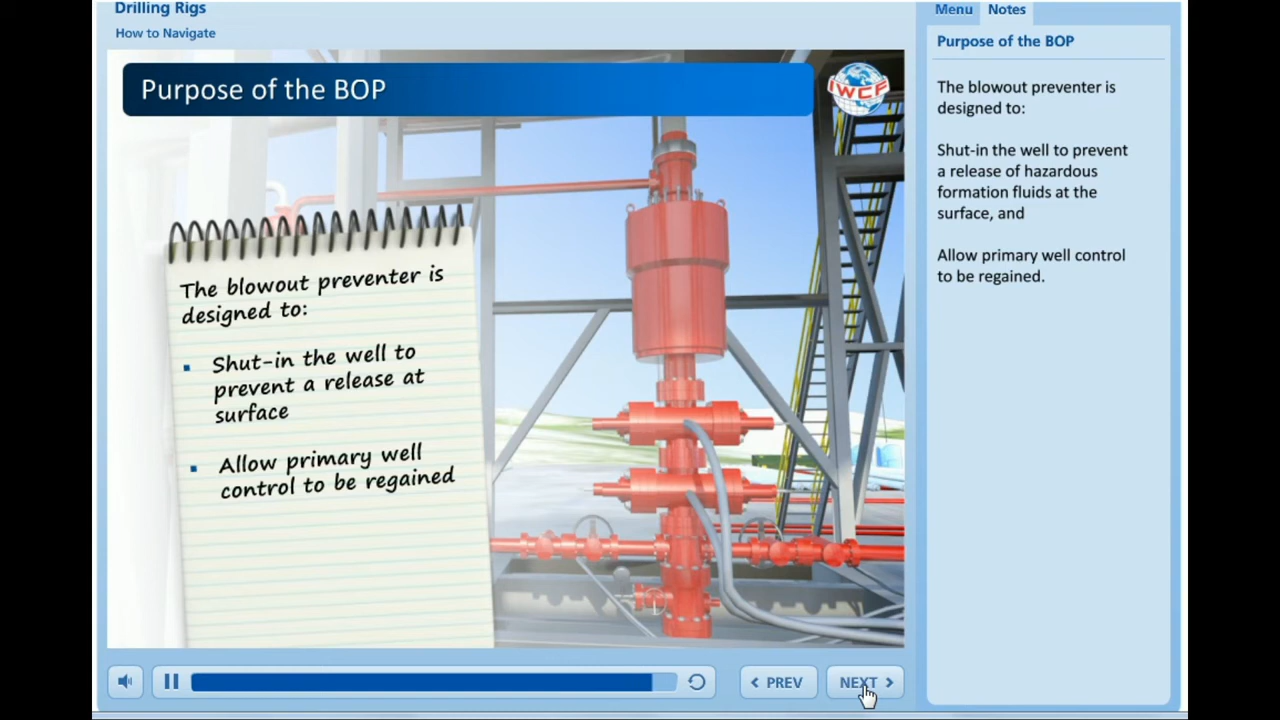 Drilling Rigs
How to Navigate
Purpose of the BOP
IWCF
The blowout preventer is
designed to:
Shut-in the well to
prevent a release at
surface
Allow primary well
control to be regained
PREV
NEXT
Menu
Notes
Purpose of the BOP
The blowout preventer is
designed to:
Shut-in the well to prevent
a release of hazardous
formation fluids at the
surface, and
Allow primary well control
to be regained.